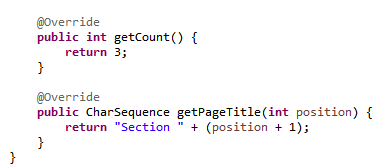 @Override
public int getCount() {
return 3;
}
@Override
public CharSequence getPageTitle(int position) {
return "Section " + (position + 1);
}
}